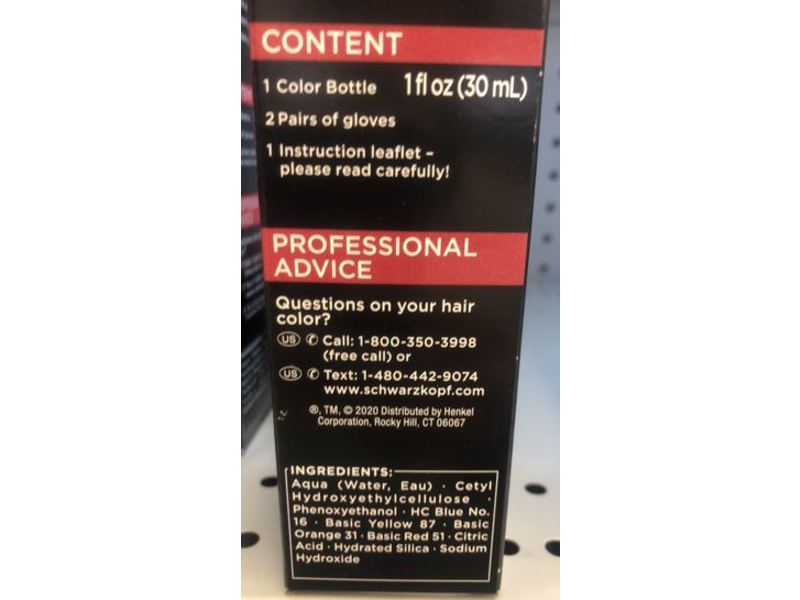 CONTENT
1 Color Bottle 1 fl oz (30 mL)
2 Pairs of gloves
1 Instruction leaflet –
please read carefully!
PROFESSIONAL
ADVICE
Questions on your hair
color?
US Call: 1-800-350-3998
(free call) or
US Text: 1-480-442-9074
www.schwarzkopf.com
®, TM, © 2020 Distributed by Henkel
Corporation, Rocky Hill, CT 06067
INGREDIENTS:
Aqua (Water, Eau) · Cetyl
Hydroxyethylcellulose ·
Phenoxyethanol · HC Blue No.
16 · Basic Yellow 87 · Basic
Orange 31 · Basic Red 51 · Citric
Acid · Hydrated Silica · Sodium
Hydroxide